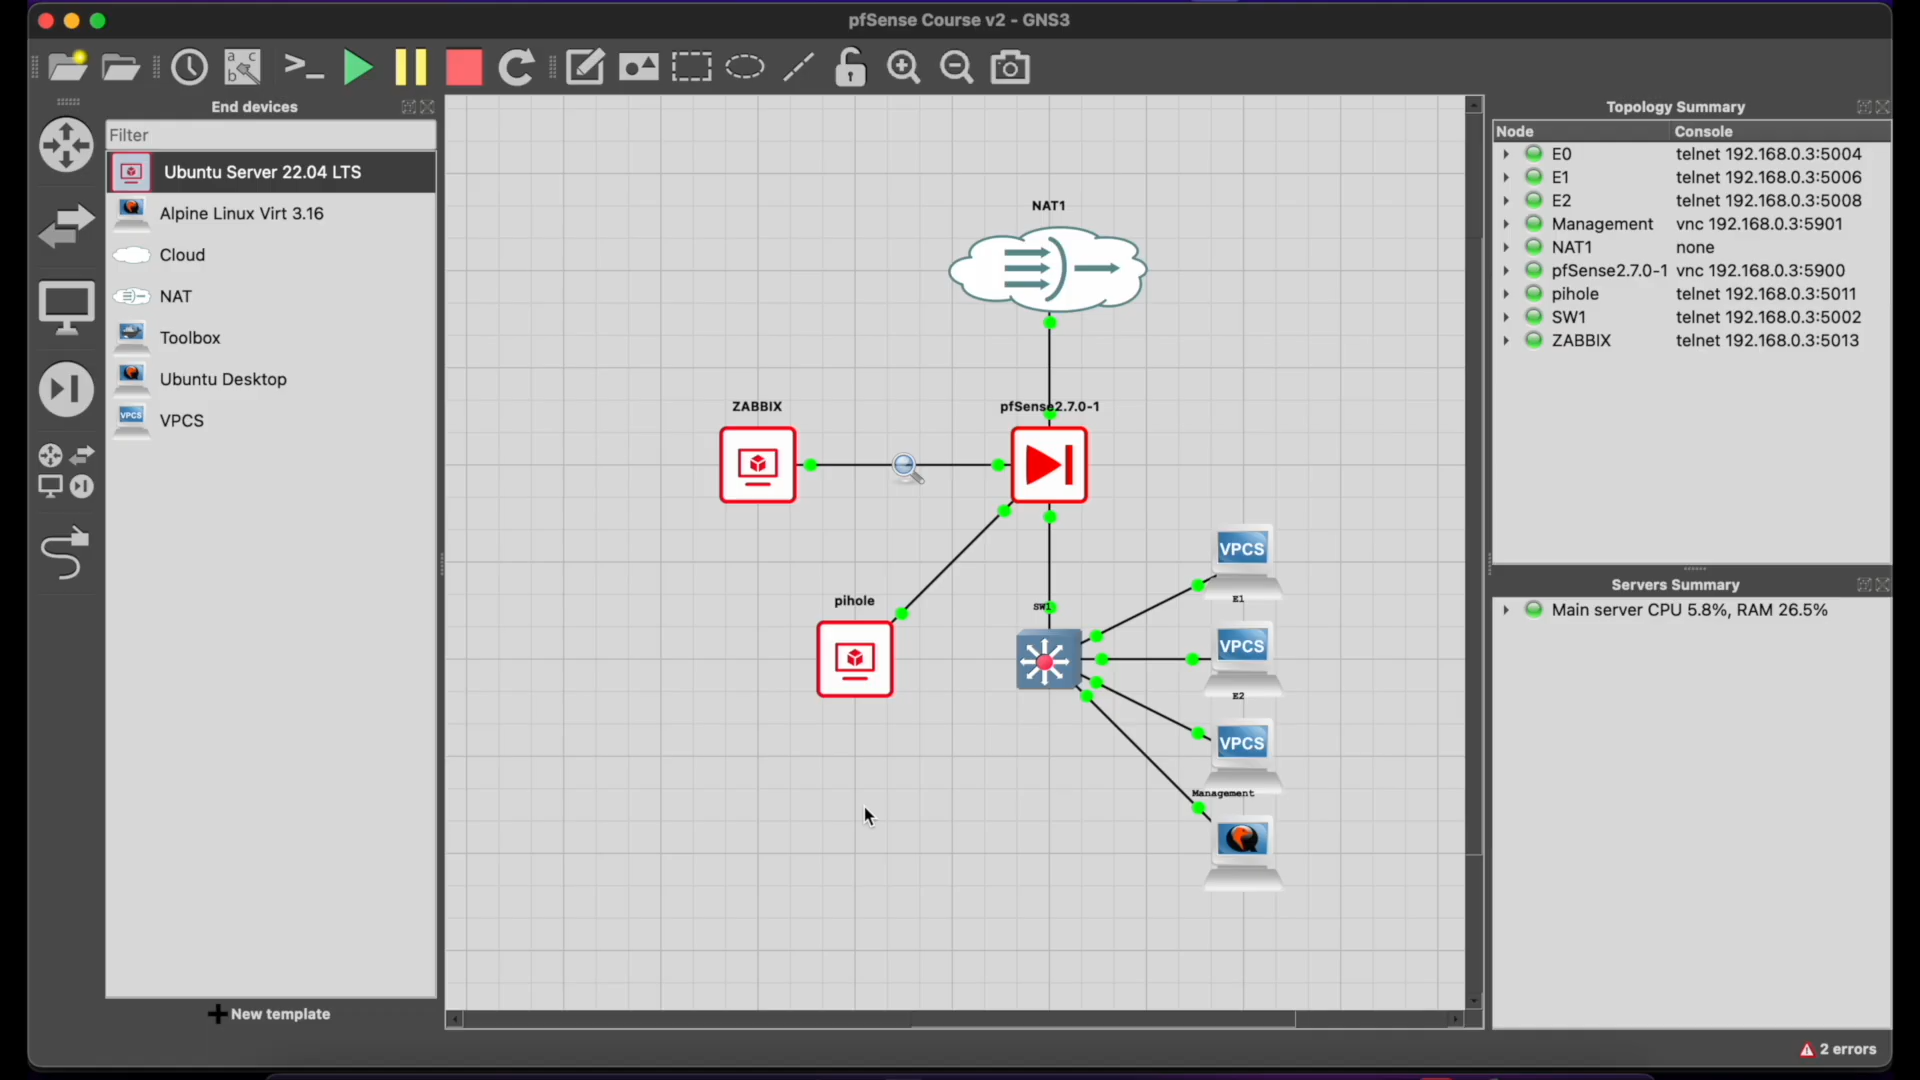 pfSense Course v2 - GNS3
a c
b
End devices
Filter
Ubuntu Server 22.04 LTS
Alpine Linux Virt 3.16
Cloud
NAT
Toolbox
Ubuntu Desktop
VPCS
VPCS
New template
NAT1
ZABBIX
pfSense2.7.0-1
pihole
SW1
VPCS
E1
VPCS
E2
VPCS
Management
Topology Summary
Node Console
E0 telnet 192.168.0.3:5004
E1 telnet 192.168.0.3:5006
E2 telnet 192.168.0.3:5008
Management vnc 192.168.0.3:5901
NAT1 none
pfSense2.7.0-1 vnc 192.168.0.3:5900
pihole telnet 192.168.0.3:5011
SW1 telnet 192.168.0.3:5002
ZABBIX telnet 192.168.0.3:5013
Servers Summary
Main server CPU 5.8%, RAM 26.5%
2 errors